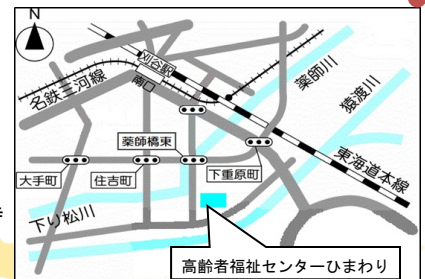 N
刈谷駅
南口
名鉄三河線
薬師川
猿渡川
薬師橋東
大手町
住吉町
下重原町
東海道本線
下り松川
高齢者福祉センターひまわり